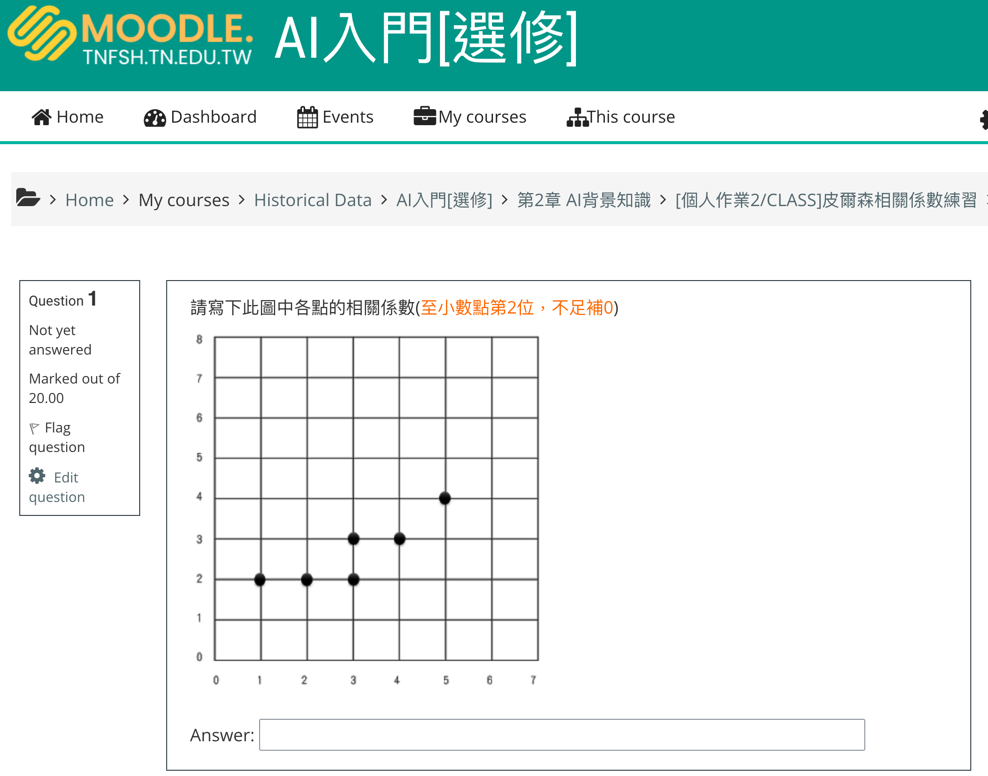 MOODLE.
TNFSH.TN.EDU.TW
AI入門[選修]
Home Dashboard Events My courses This course
> Home > My courses > Historical Data > AI入門[選修] > 第2章 AI背景知識 > [個人作業2/CLASS]皮爾森相關係數練習
Question 1
Not yet
answered
Marked out of
20.00
Flag
question
Edit
question
請寫下此圖中各點的相關係數(至小數點第2位，不足補0)
8
7
6
5
4
3
2
1
0
0 1 2 3 4 5 6 7
Answer: